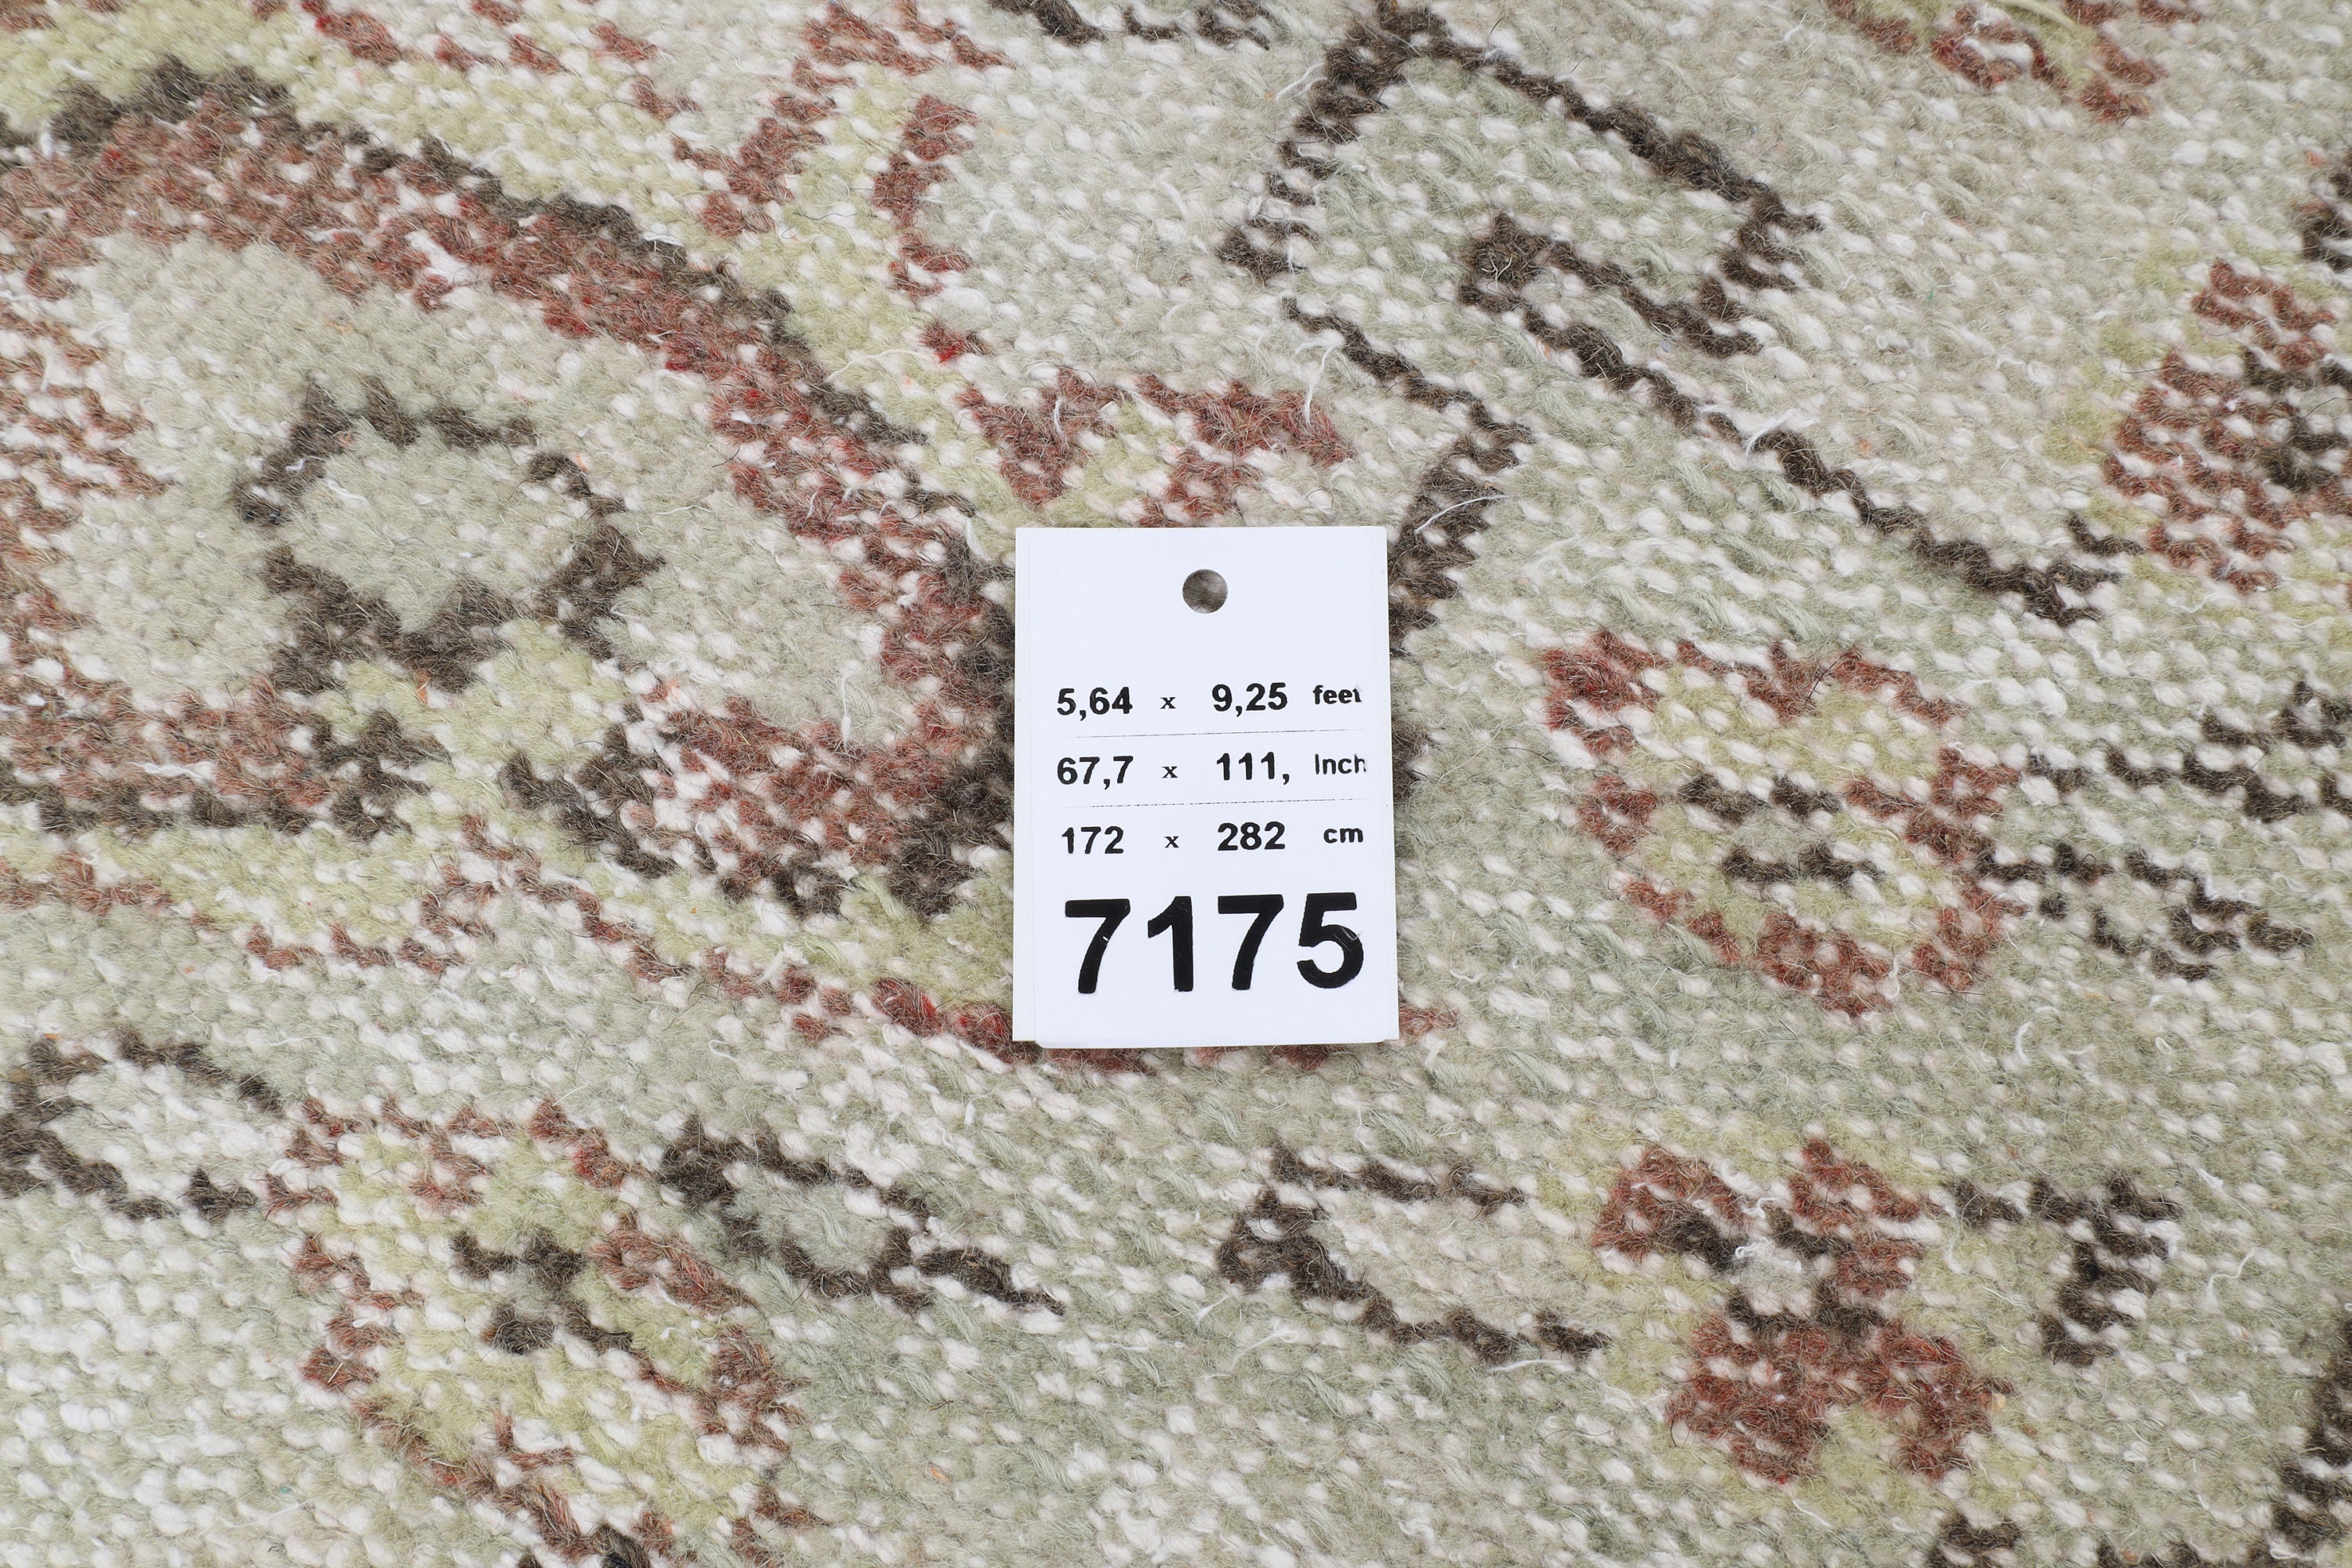 5,64 x 9,25 feet
67,7 x 111, Inch
172 x 282 cm
7175